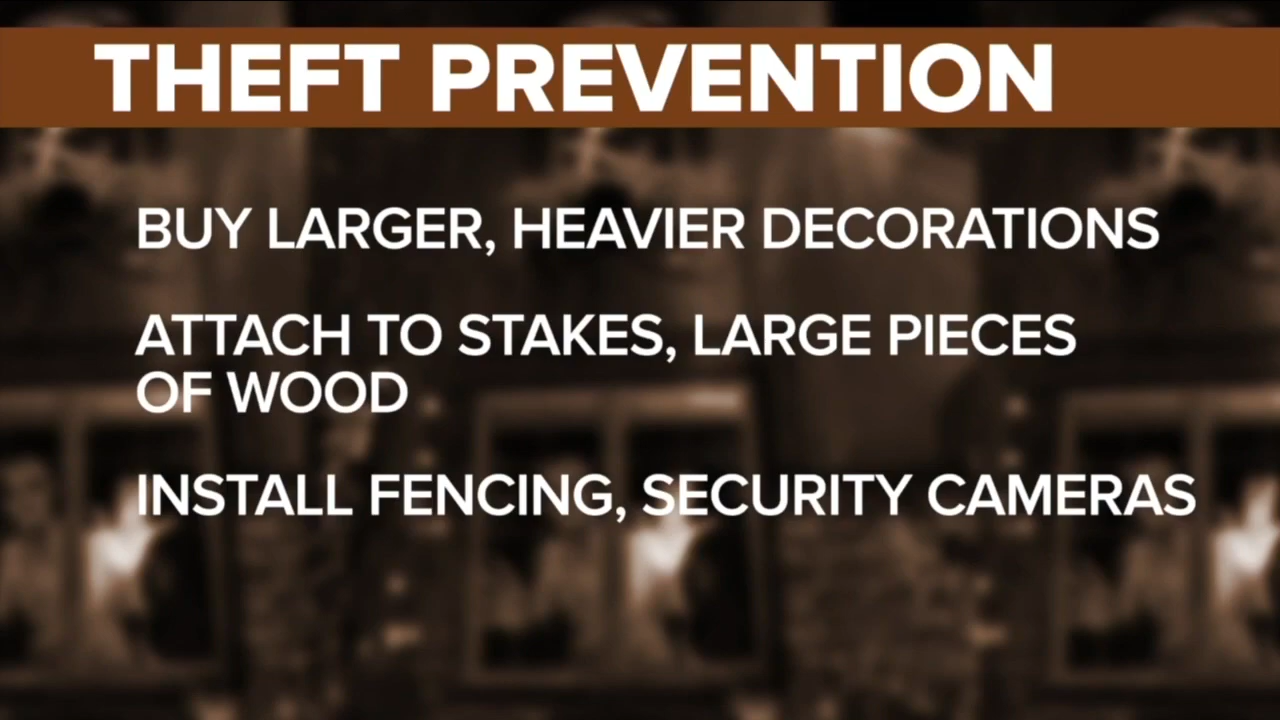 THEFT PREVENTION
BUY LARGER, HEAVIER DECORATIONS
ATTACH TO STAKES, LARGE PIECES
OF WOOD
INSTALL FENCING, SECURITY CAMERAS